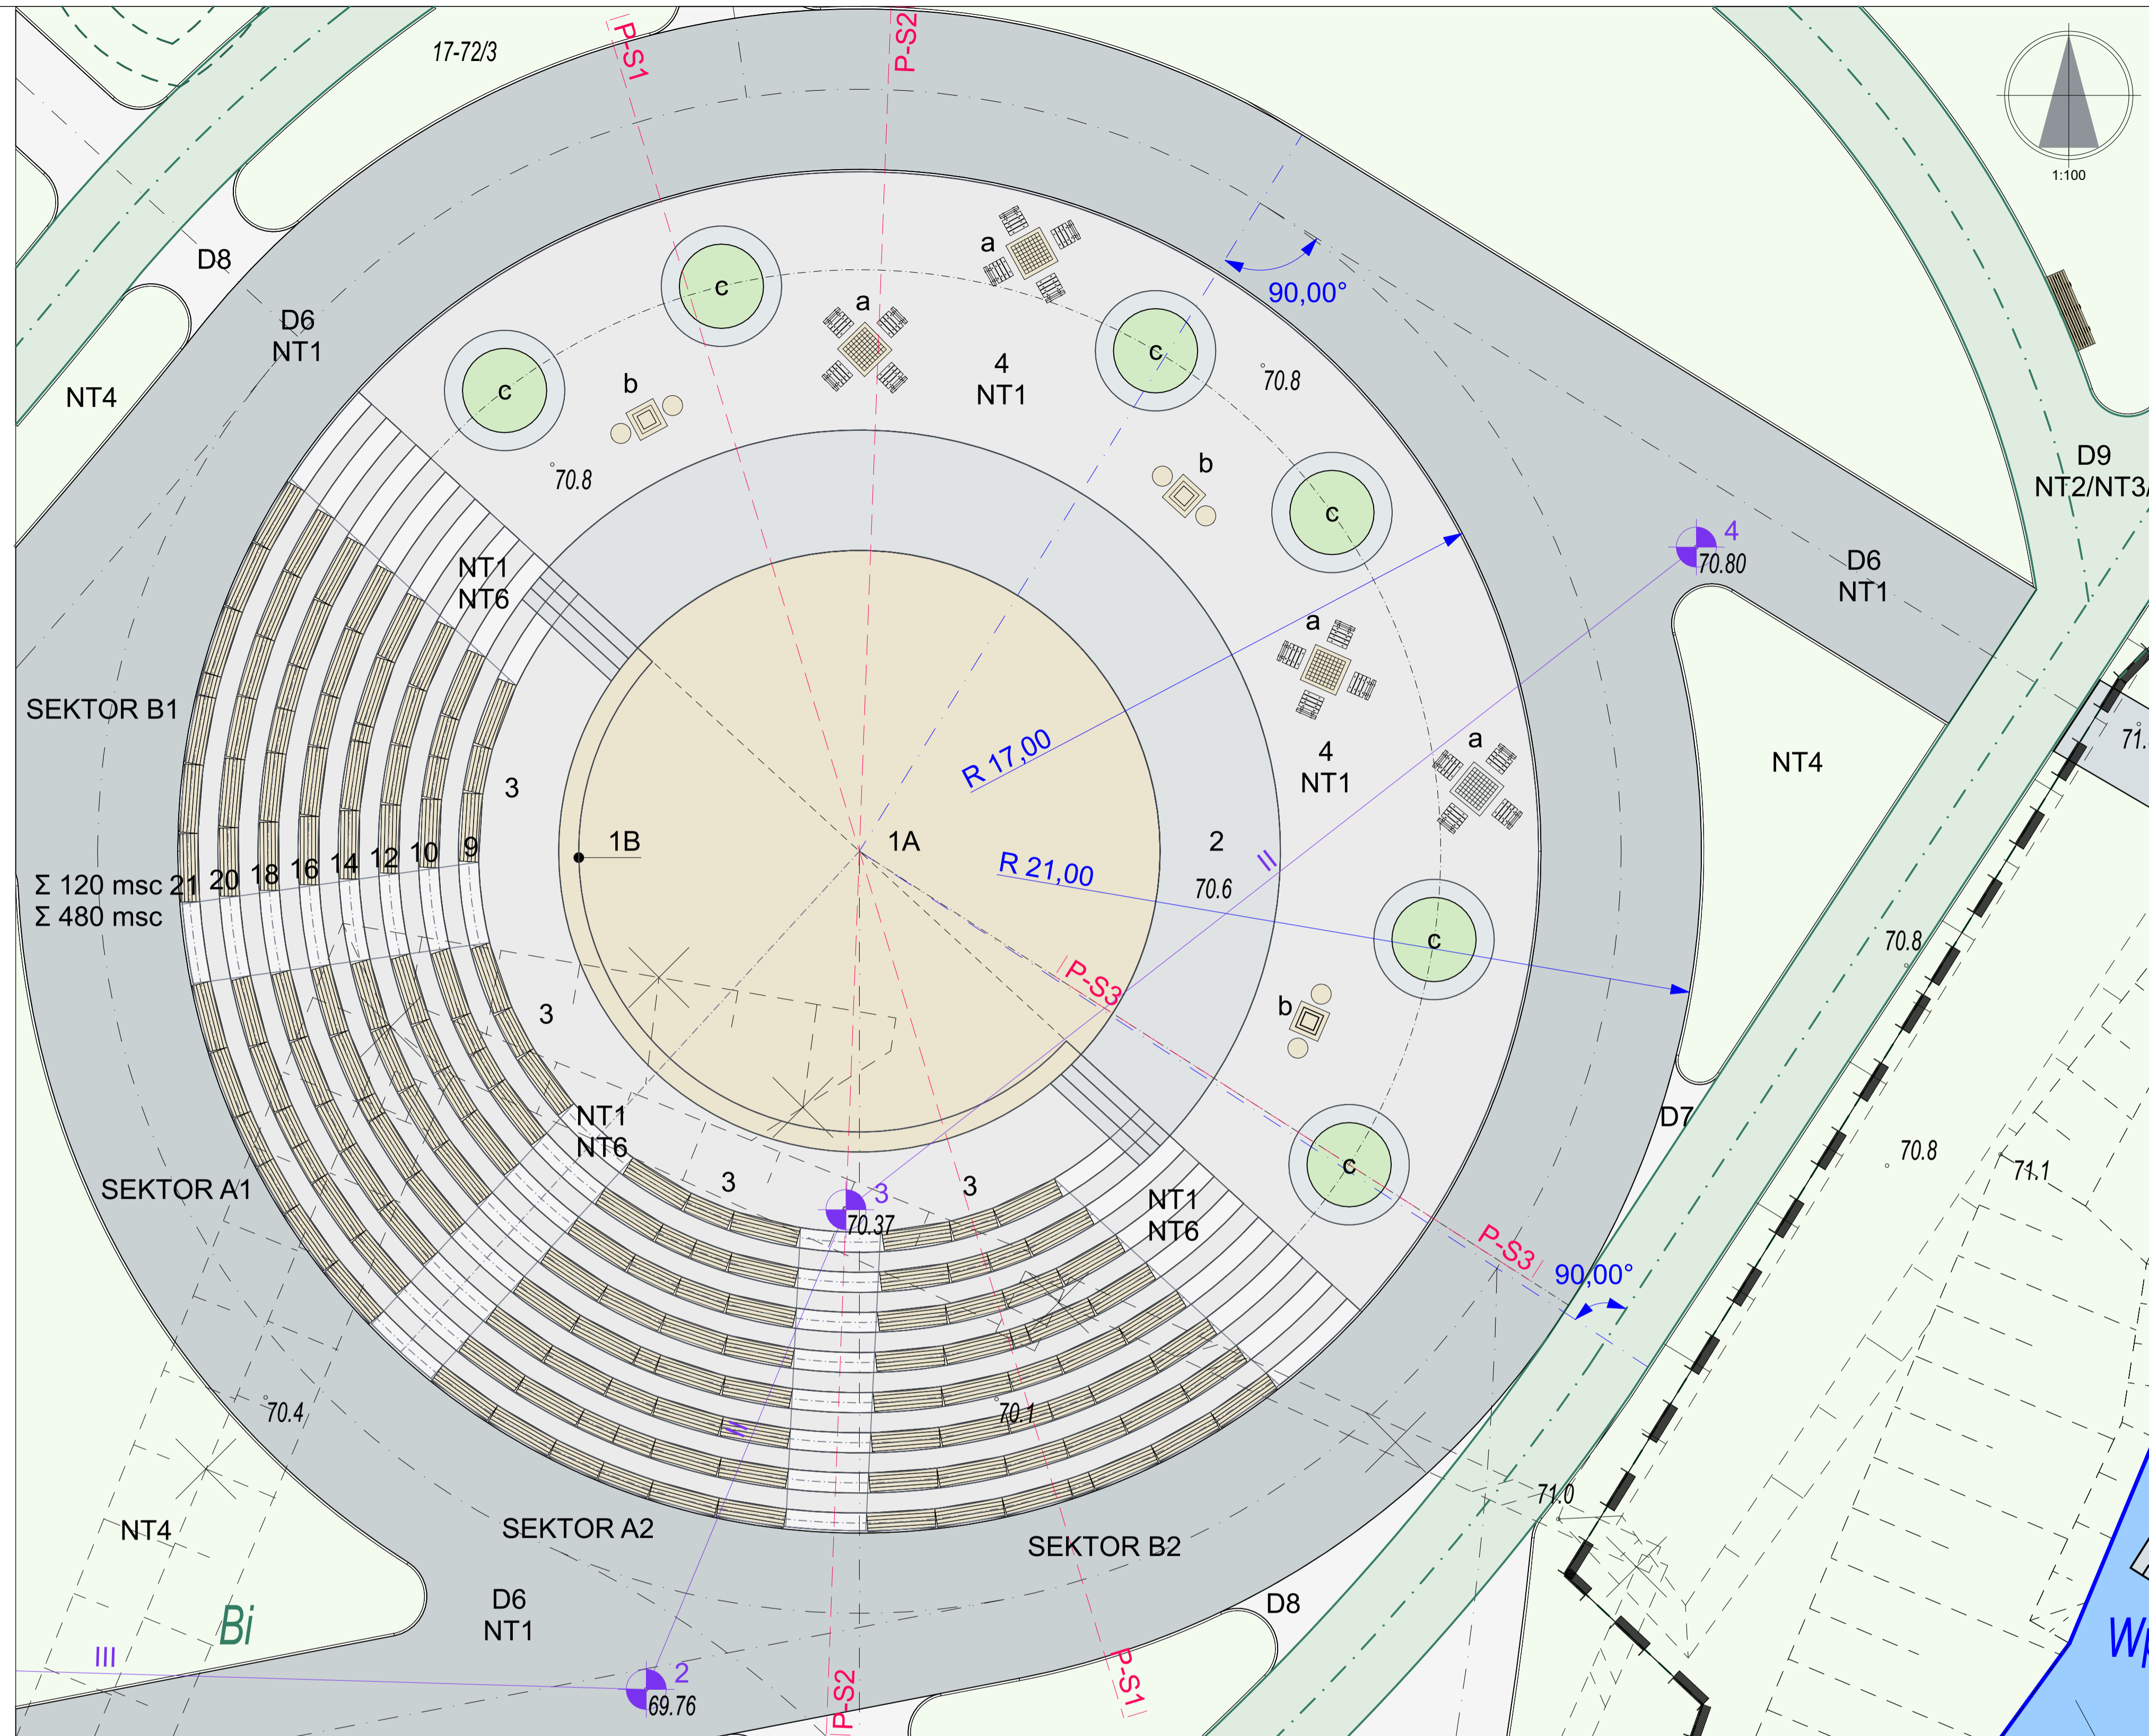 17-72/3
P-S1
P-S2
1:100
D8
D6
NT1
NT4
c
c
a
a
b
4
NT1
c
90,00°
70.8
70.8
b
c
D9
NT2/NT3/
4
70.80
D6
NT1
NT1
NT6
SEKTOR B1
3
a
R 17,00
a
4
NT1
NT4
71.
1B
1A
2
R 21,00
70.6
II
Σ 120 msc
21
20
18
16
14
12
10
9
Σ 480 msc
c
70.8
P-S3
3
b
SEKTOR A1
NT1
NT6
3
3
3
70.37
NT1
NT6
c
D7
70.8
71.1
P-S3
90,00°
70.4
70.1
71.0
NT4
SEKTOR A2
SEKTOR B2
D6
NT1
D8
Bi
III
2
69.76
P-S2
P-S1
Wp